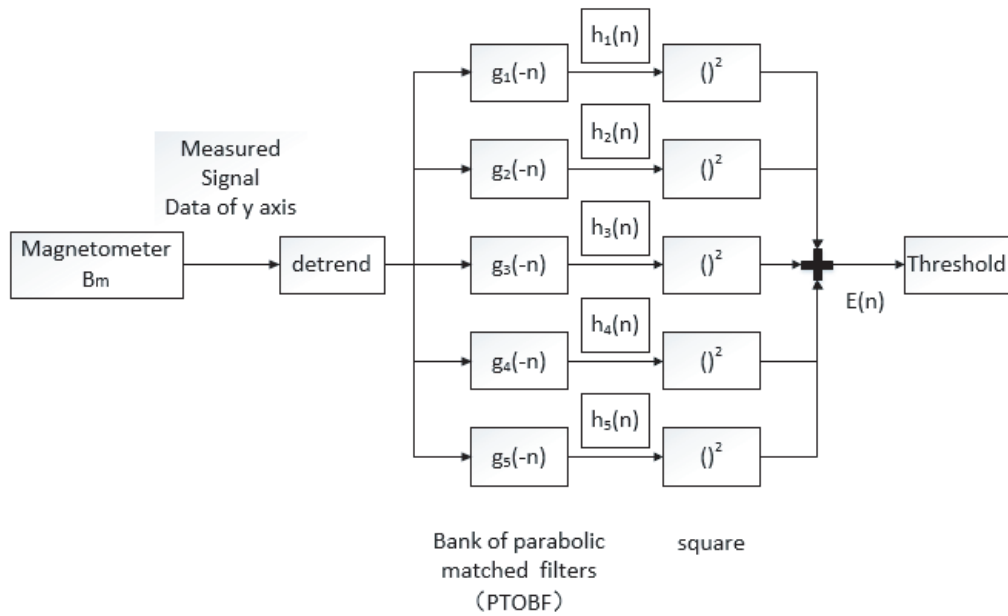 h₁(n)
g₁(-n)
()²
h₂(n)
Measured
Signal
Data of y axis
g₂(-n)
()²
h₃(n)
Magnetometer
Bm
detrend
g₃(-n)
()²
Threshold
E(n)
h₄(n)
g₄(-n)
()²
h₅(n)
g₅(-n)
()²
Bank of parabolic
matched filters
(PTOBF)
square